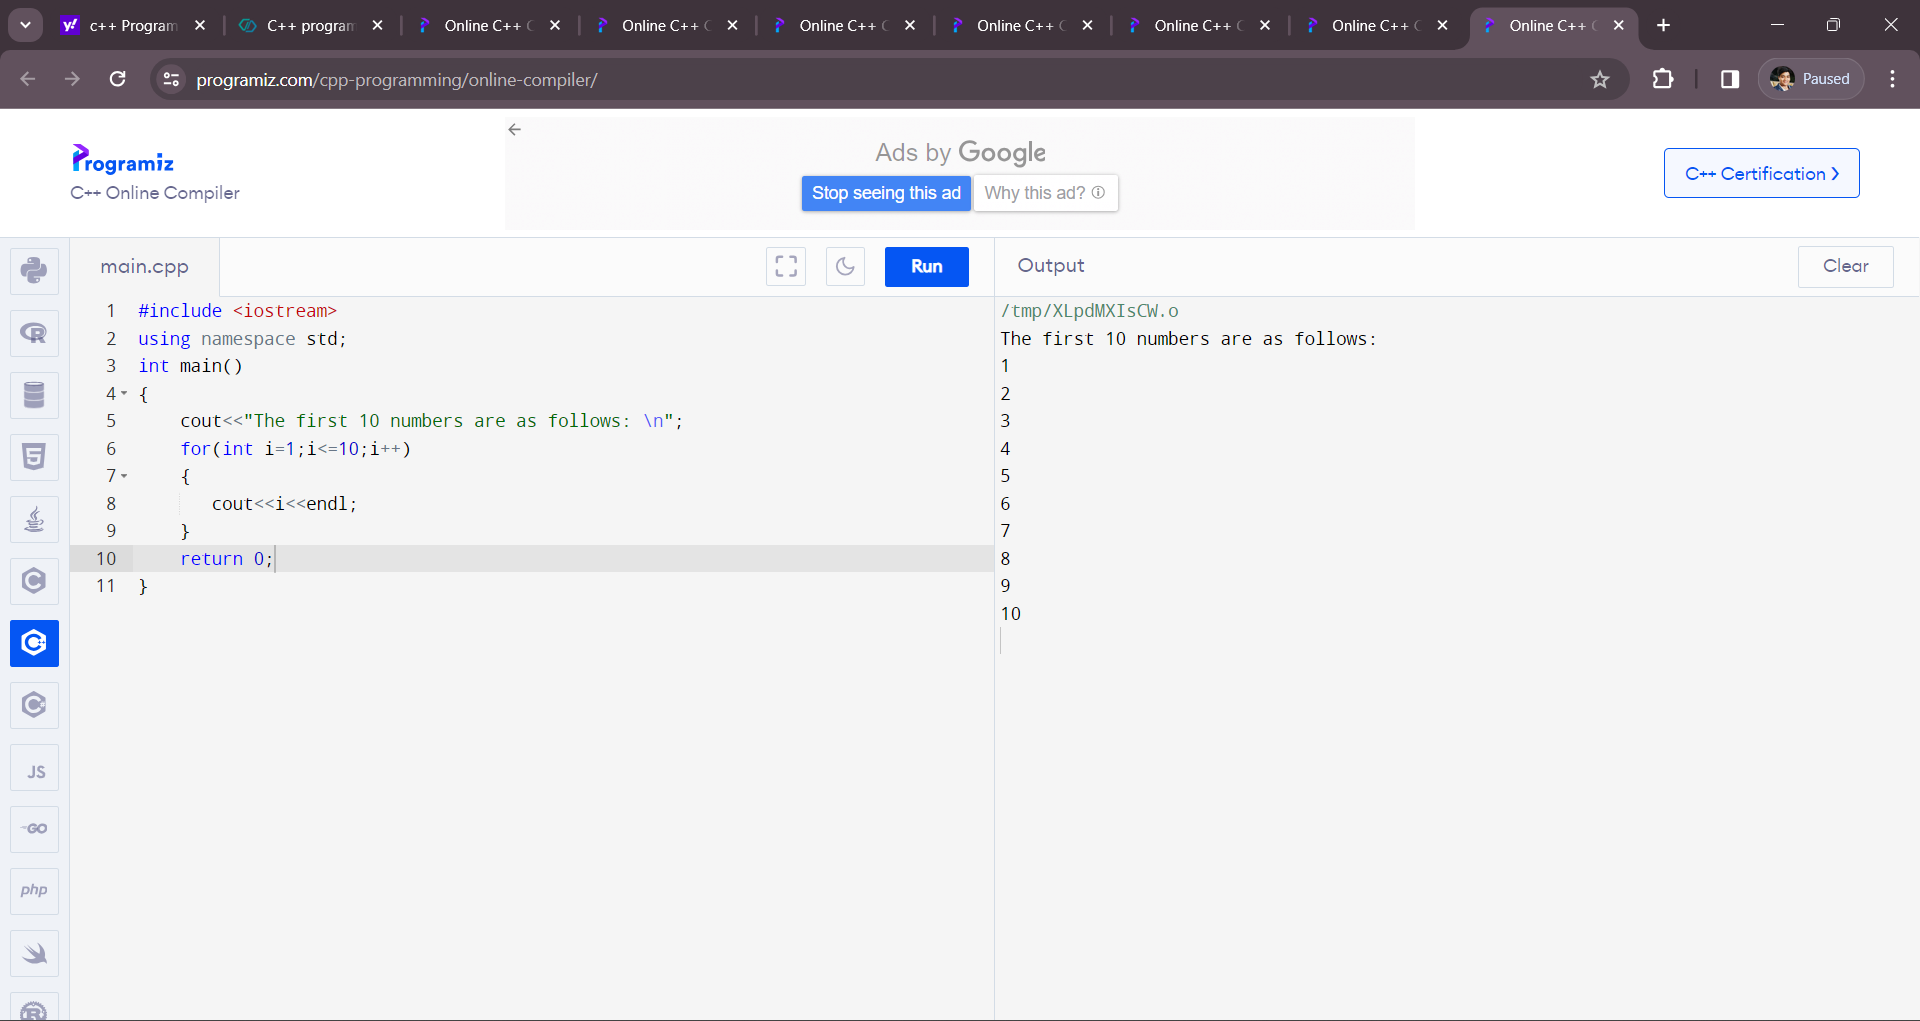 c++ Program
C++ program
Online C++ C
Online C++ C
Online C++ C
Online C++ C
Online C++ C
Online C++ C
Online C++ C
programiz.com/cpp-programming/online-compiler/
Paused
Programiz
C++ Online Compiler
Ads by Google
Stop seeing this ad
Why this ad?
C++ Certification
main.cpp
Run
Output
Clear
1 #include <iostream>
2 using namespace std;
3 int main()
4 {
5 cout<<"The first 10 numbers are as follows: \n";
6 for(int i=1;i<=10;i++)
7 {
8 cout<<i<<endl;
9 }
10 return 0;
11 }
/tmp/XLpdMXIsCW.o
The first 10 numbers are as follows:
1
2
3
4
5
6
7
8
9
10
JS
GO
php